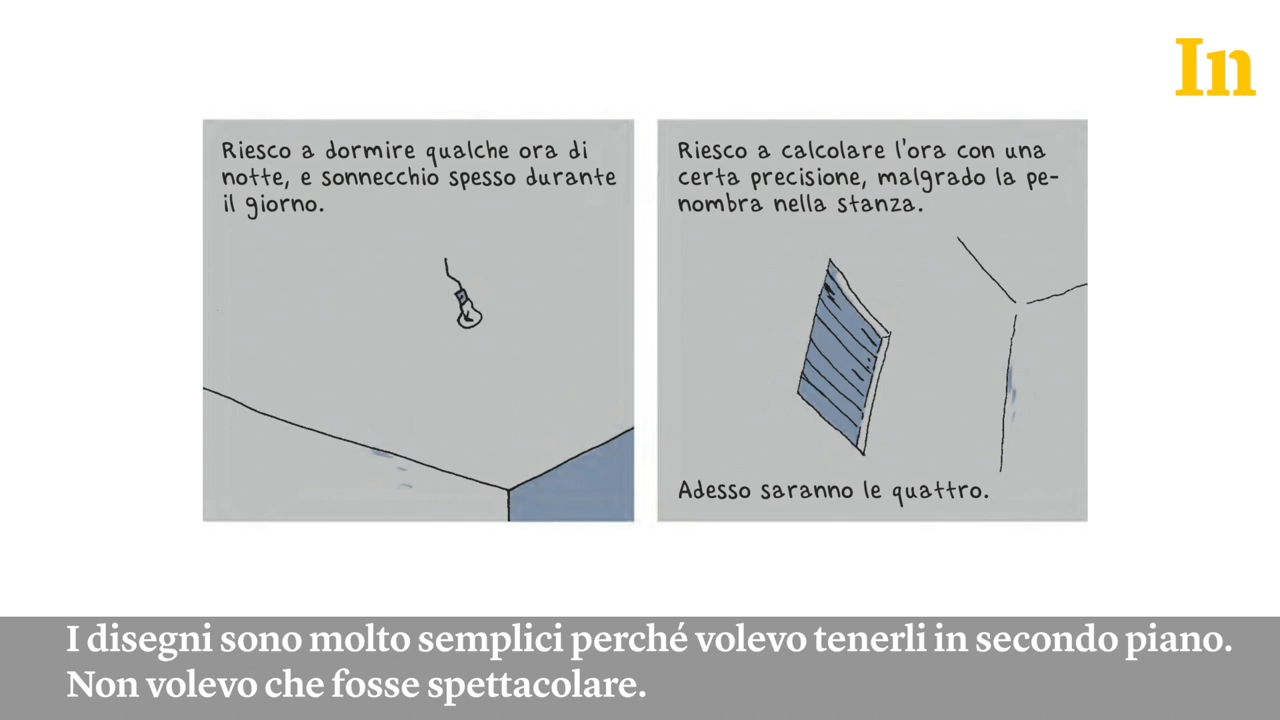 In
Riesco a dormire qualche ora di
notte, e sonnecchio spesso durante
il giorno.
Riesco a calcolare l'ora con una
certa precisione, malgrado la pe-
nombra nella stanza.
Adesso saranno le quattro.
I disegni sono molto semplici perché volevo tenerli in secondo piano.
Non volevo che fosse spettacolare.